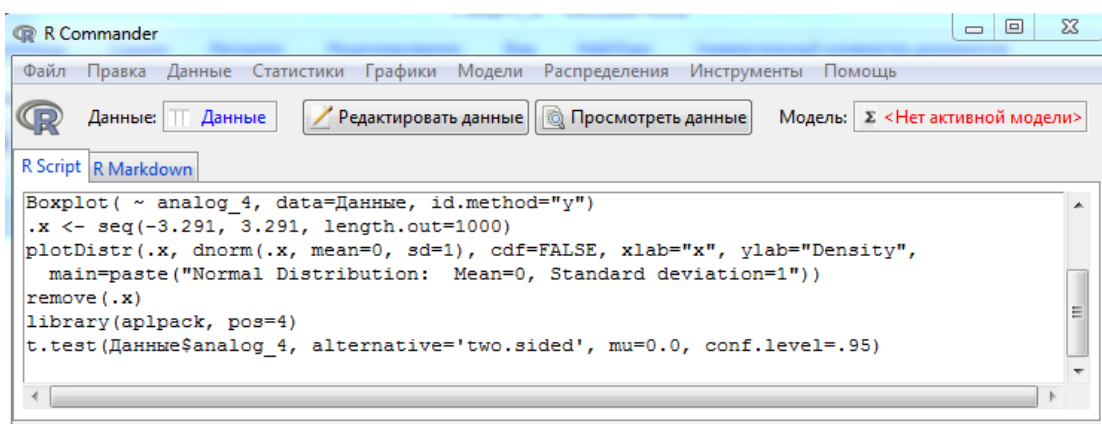 R Commander
Файл Правка Данные Статистики Графики Модели Распределения Инструменты Помощь
Данные: Данные Редактировать данные Просмотреть данные Модель: Σ <Нет активной модели>
R Script R Markdown
Boxplot( ~ analog_4, data=Данные, id.method="y")
.x <- seq(-3.291, 3.291, length.out=1000)
plotDistr(.x, dnorm(.x, mean=0, sd=1), cdf=FALSE, xlab="x", ylab="Density",
  main=paste("Normal Distribution:  Mean=0, Standard deviation=1"))
remove(.x)
library(aplpack, pos=4)
t.test(Данные$analog_4, alternative='two.sided', mu=0.0, conf.level=.95)